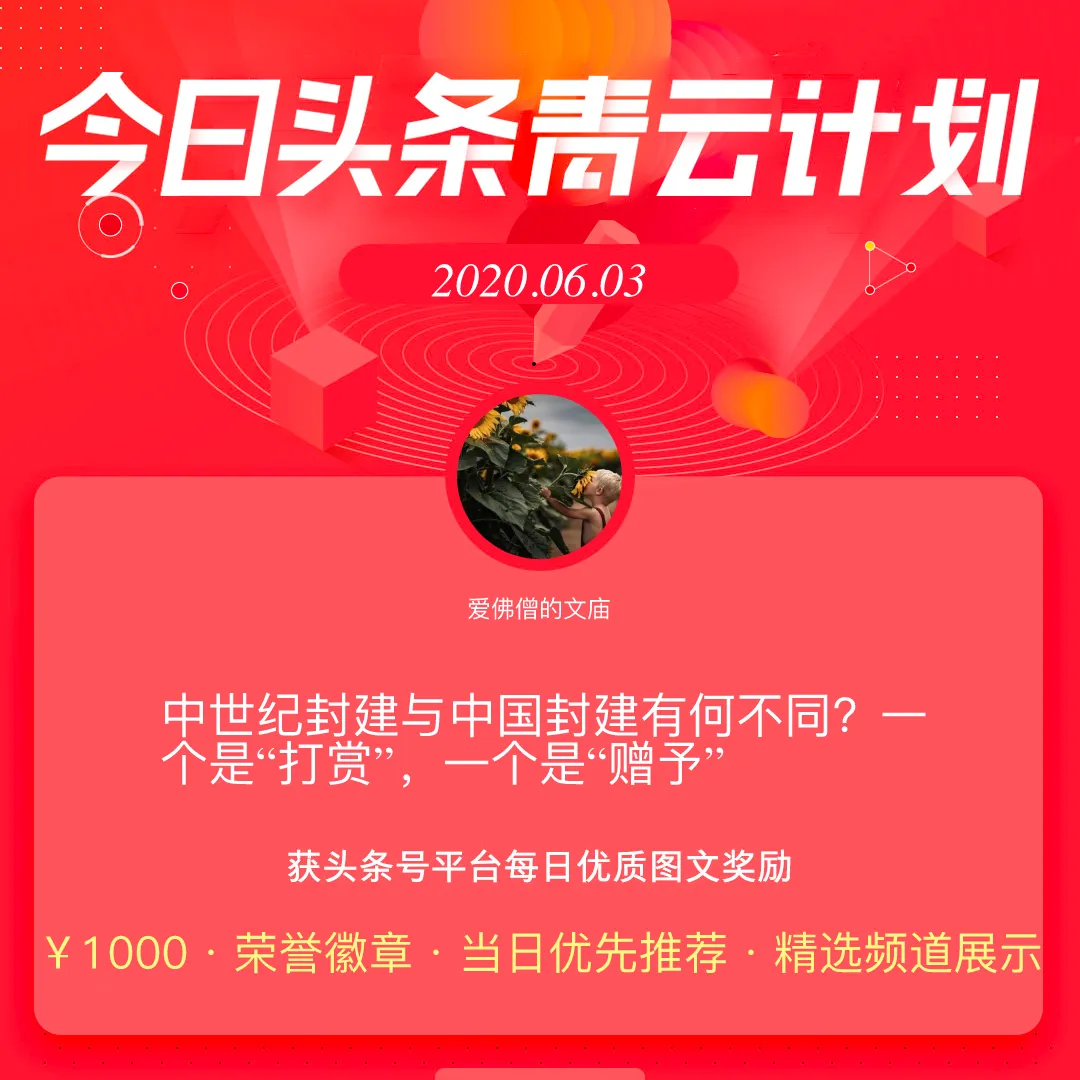 今日头条青云计划
2020.06.03
爱佛僧的文庙
中世纪封建与中国封建有何不同？一
个是“打赏”，一个是“赠予”
获头条号平台每日优质图文奖励
￥1000 · 荣誉徽章 · 当日优先推荐 · 精选频道展示